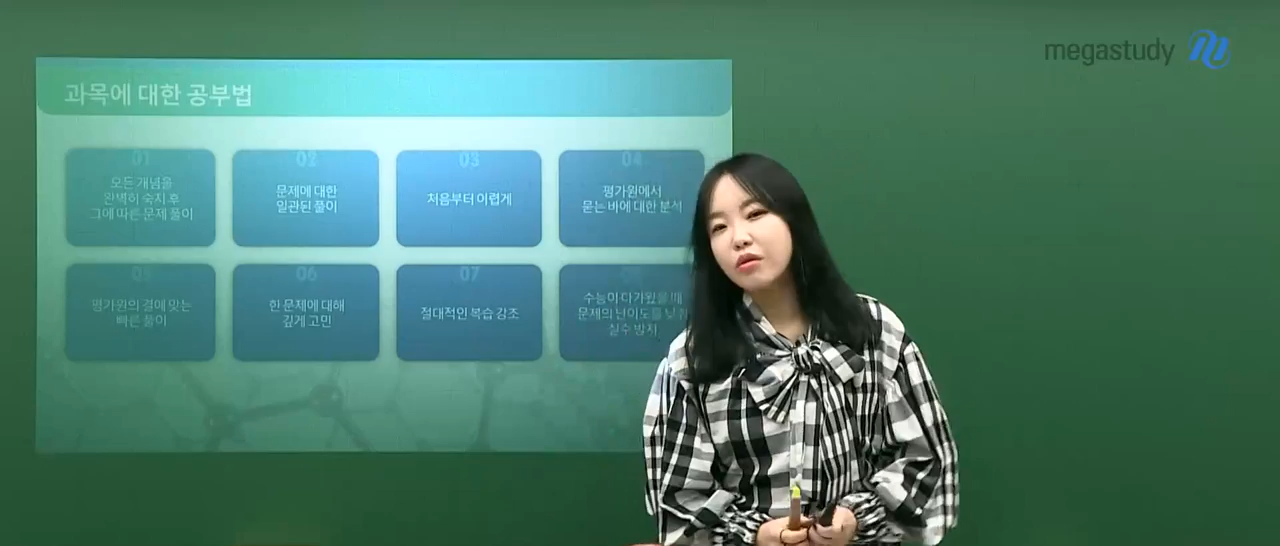 megastudy
과목에 대한 공부법
01
모든 개념을
완벽히 숙지 후
그에 따른 문제 풀이
02
문제에 대한
일관된 풀이
03
처음부터 어렵게
04
평가원에서
묻는 바에 대한 분석
05
평가원의 결에 맞는
빠른 풀이
06
한 문제에 대해
깊게 고민
07
절대적인 복습 강조
수능이 다가왔을 때
문제의 난이도를
실수 방지